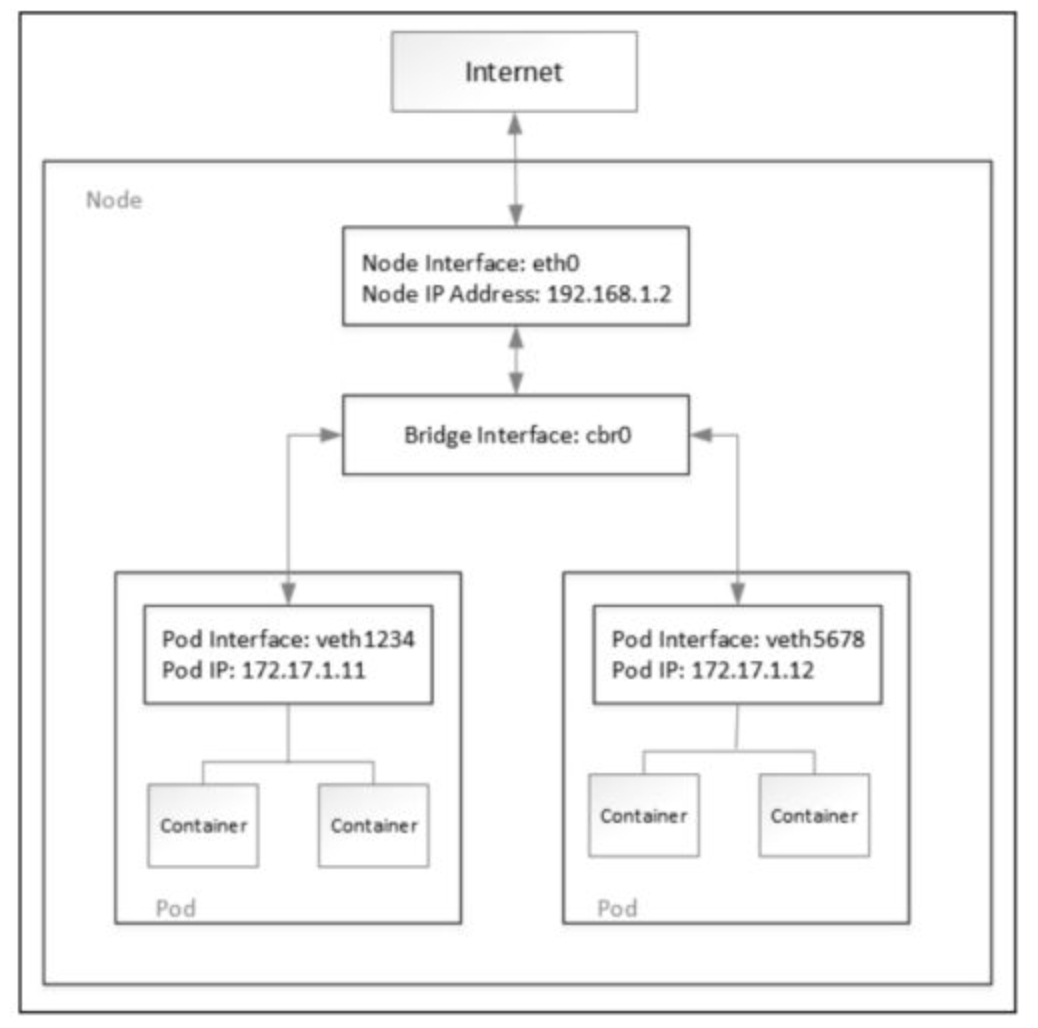 Internet
Node
Node Interface: eth0
Node IP Address: 192.168.1.2
Bridge Interface: cbr0
Pod Interface: veth1234
Pod IP: 172.17.1.11
Container
Container
Pod
Pod Interface: veth5678
Pod IP: 172.17.1.12
Container
Container
Pod